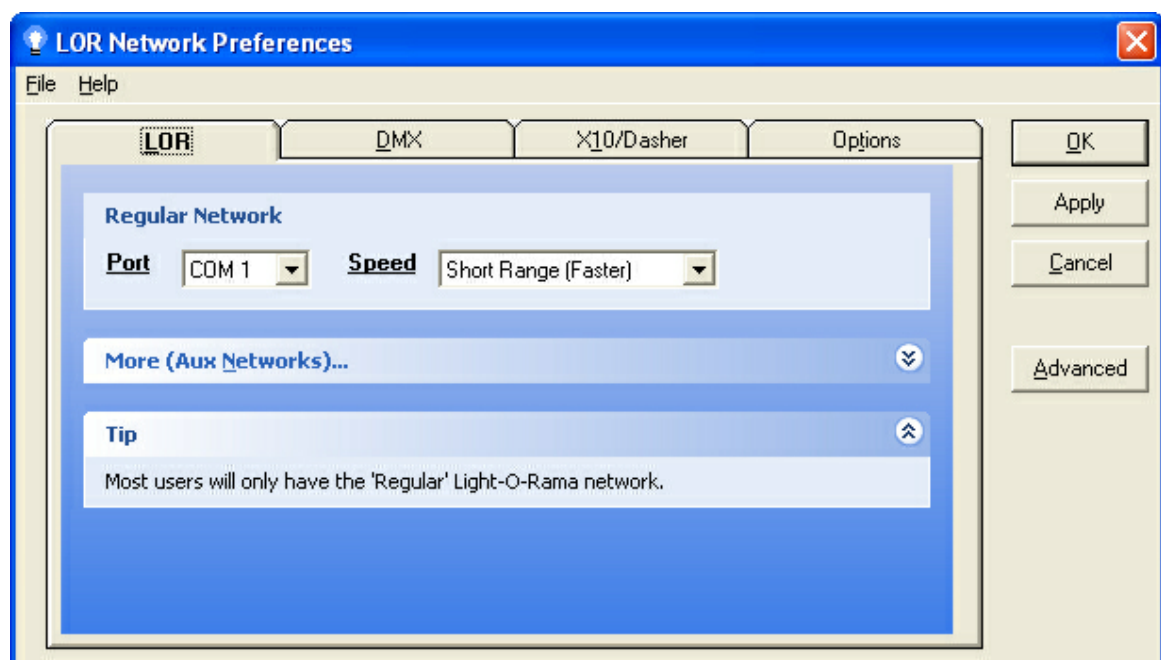 LOR Network Preferences
File Help
LOR DMX X10/Dasher Options
OK
Apply
Cancel
Advanced
Regular Network
Port COM 1 Speed Short Range (Faster)
More (Aux Networks)...
Tip
Most users will only have the 'Regular' Light-O-Rama network.